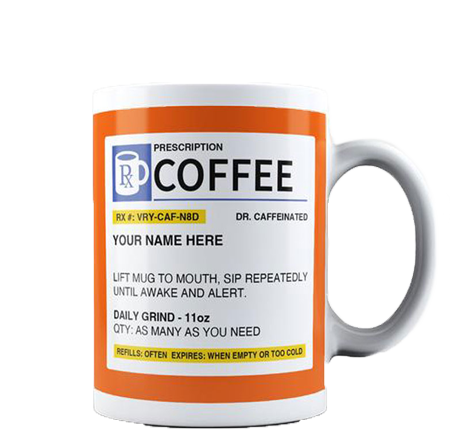 PRESCRIPTION
Rx COFFEE
RX #: VRY-CAF-N8D DR. CAFFEINATED
YOUR NAME HERE
LIFT MUG TO MOUTH, SIP REPEATEDLY
UNTIL AWAKE AND ALERT.
DAILY GRIND - 11oz
QTY: AS MANY AS YOU NEED
REFILLS: OFTEN EXPIRES: WHEN EMPTY OR TOO COLD